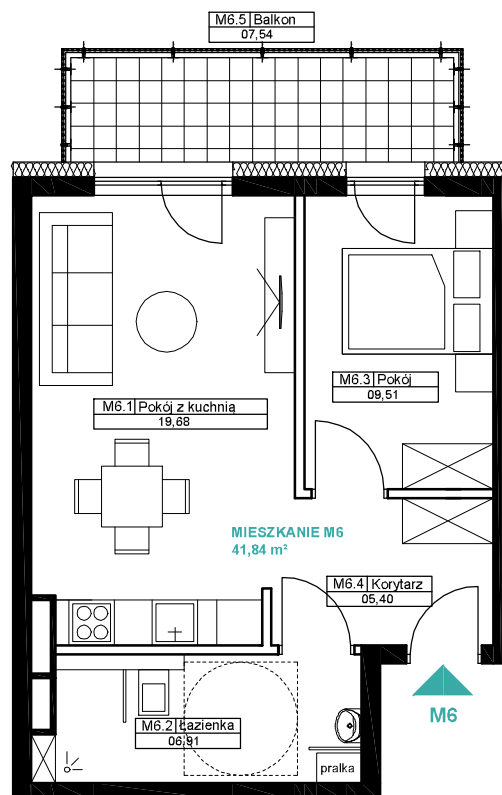 M6.5 Balkon
07,54
M6.3 Pokój
09,51
M6.1 Pokój z kuchnią
19,68
MIESZKANIE M6
41,84 m²
M6.4 Korytarz
05,40
M6
M6.2 Łazienka
06,91
pralka